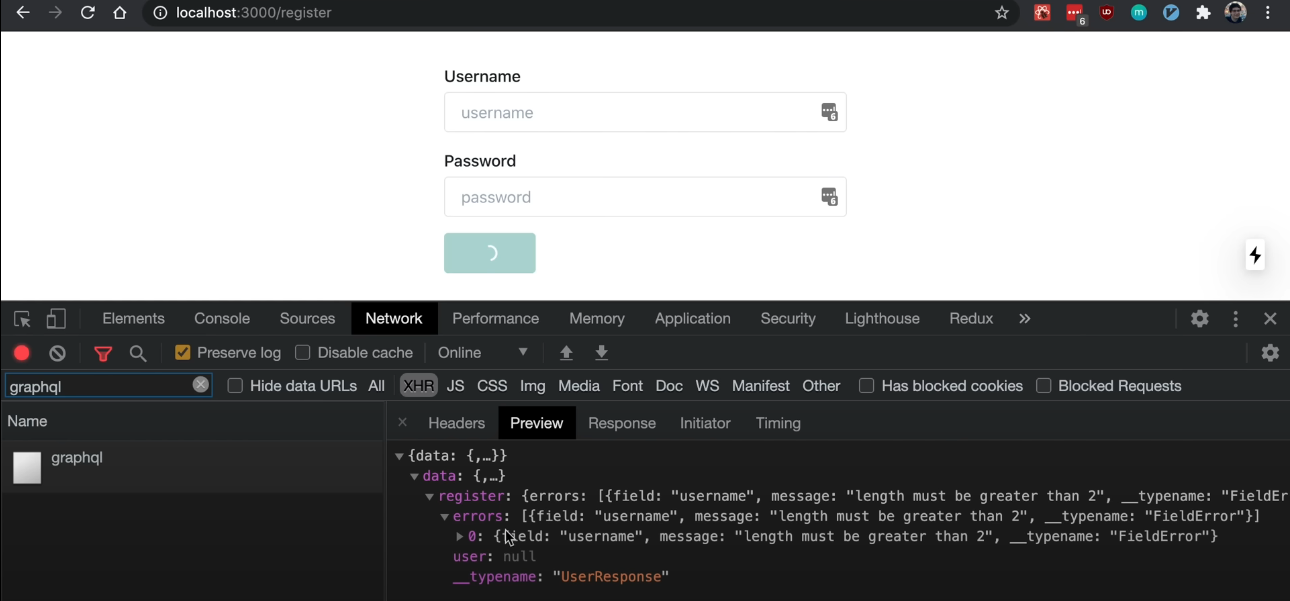 localhost:3000/register
6
Username
username
6
Password
password
6
Elements Console Sources Network Performance Memory Application Security Lighthouse Redux »
Preserve log Disable cache Online
graphql Hide data URLs All XHR JS CSS Img Media Font Doc WS Manifest Other Has blocked cookies Blocked Requests
Name Headers Preview Response Initiator Timing
graphql
{data: {,…}}
data: {,…}
register: {errors: [{field: "username", message: "length must be greater than 2", __typename: "FieldEr
errors: [{field: "username", message: "length must be greater than 2", __typename: "FieldError"}]
0: {field: "username", message: "length must be greater than 2", __typename: "FieldError"}
user: null
__typename: "UserResponse"